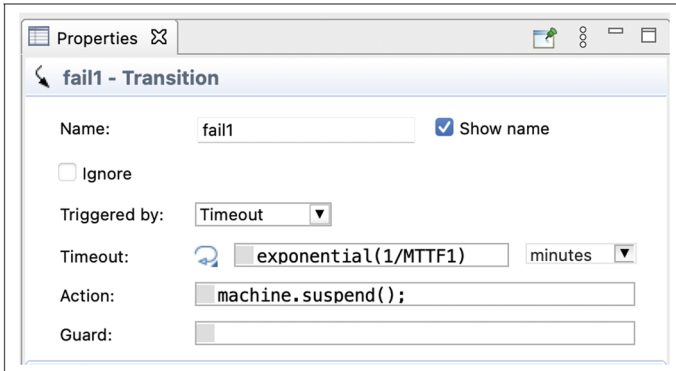 Properties
fail1 - Transition
Name: fail1 Show name
Ignore
Triggered by: Timeout
Timeout: exponential(1/MTTF1) minutes
Action: machine.suspend();
Guard: